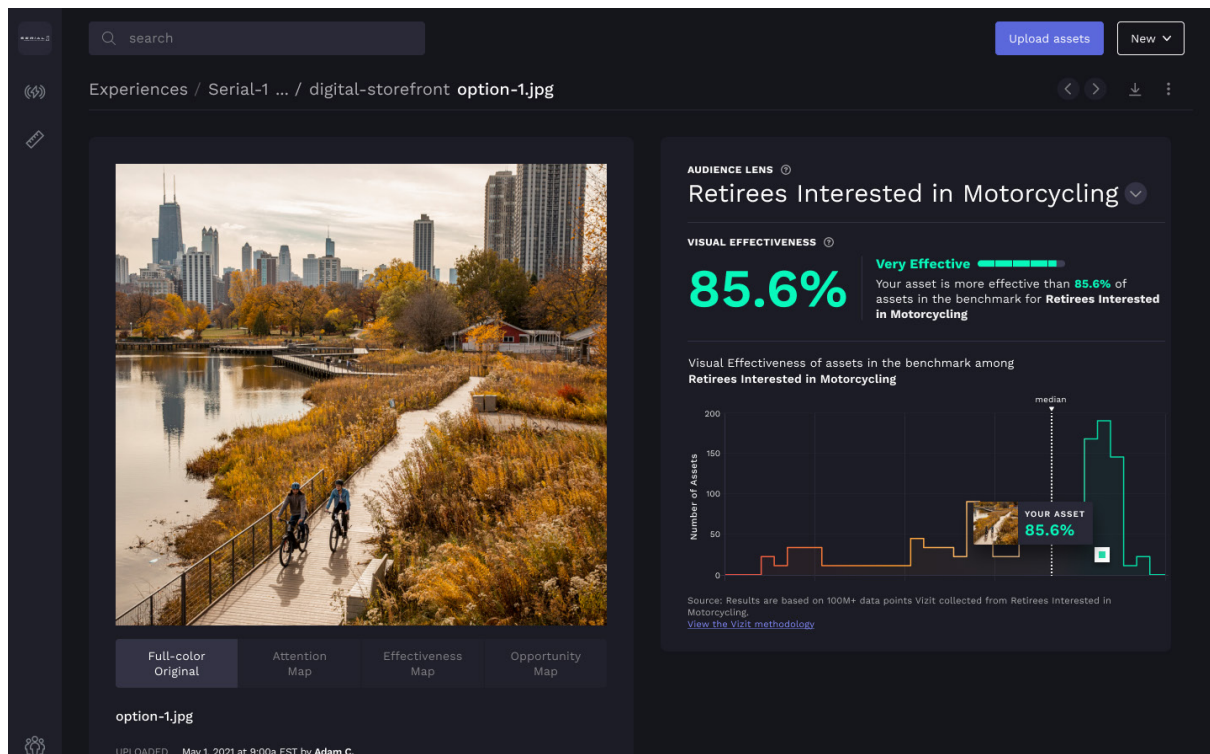 SERIAL 1
search
Upload assets
New
Experiences / Serial-1 ... / digital-storefront option-1.jpg
AUDIENCE LENS ?
Retirees Interested in Motorcycling
VISUAL EFFECTIVENESS ?
85.6%
Very Effective
Your asset is more effective than 85.6% of
assets in the benchmark for Retirees Interested
in Motorcycling
Visual Effectiveness of assets in the benchmark among
Retirees Interested in Motorcycling
median
Number of Assets
200
150
100
50
0
YOUR ASSET
85.6%
Source: Results are based on 100M+ data points Vizit collected from Retirees Interested in
Motorcycling.
View the Vizit methodology
Full-color
Original
Attention
Map
Effectiveness
Map
Opportunity
Map
option-1.jpg
UPLOADED May 1, 2021 at 9:00a EST by Adam C.